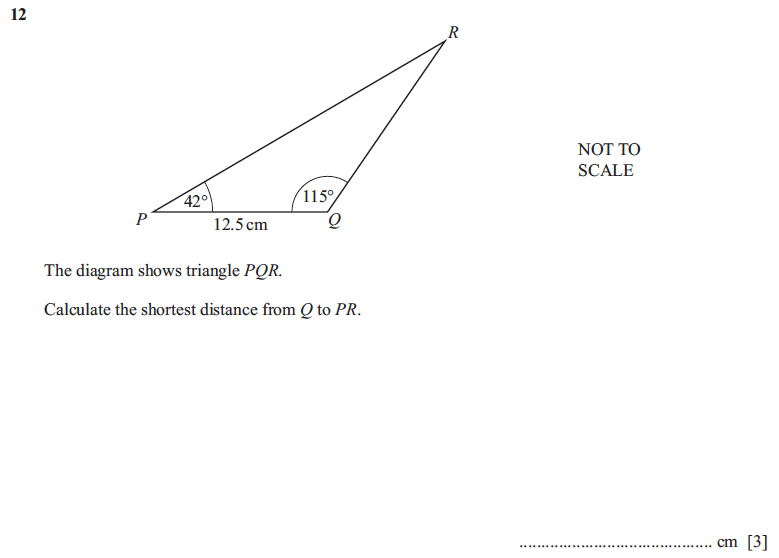 12
R
NOT TO
SCALE
42°
115°
P
12.5 cm
Q
The diagram shows triangle PQR.
Calculate the shortest distance from Q to PR.
............................................ cm [3]